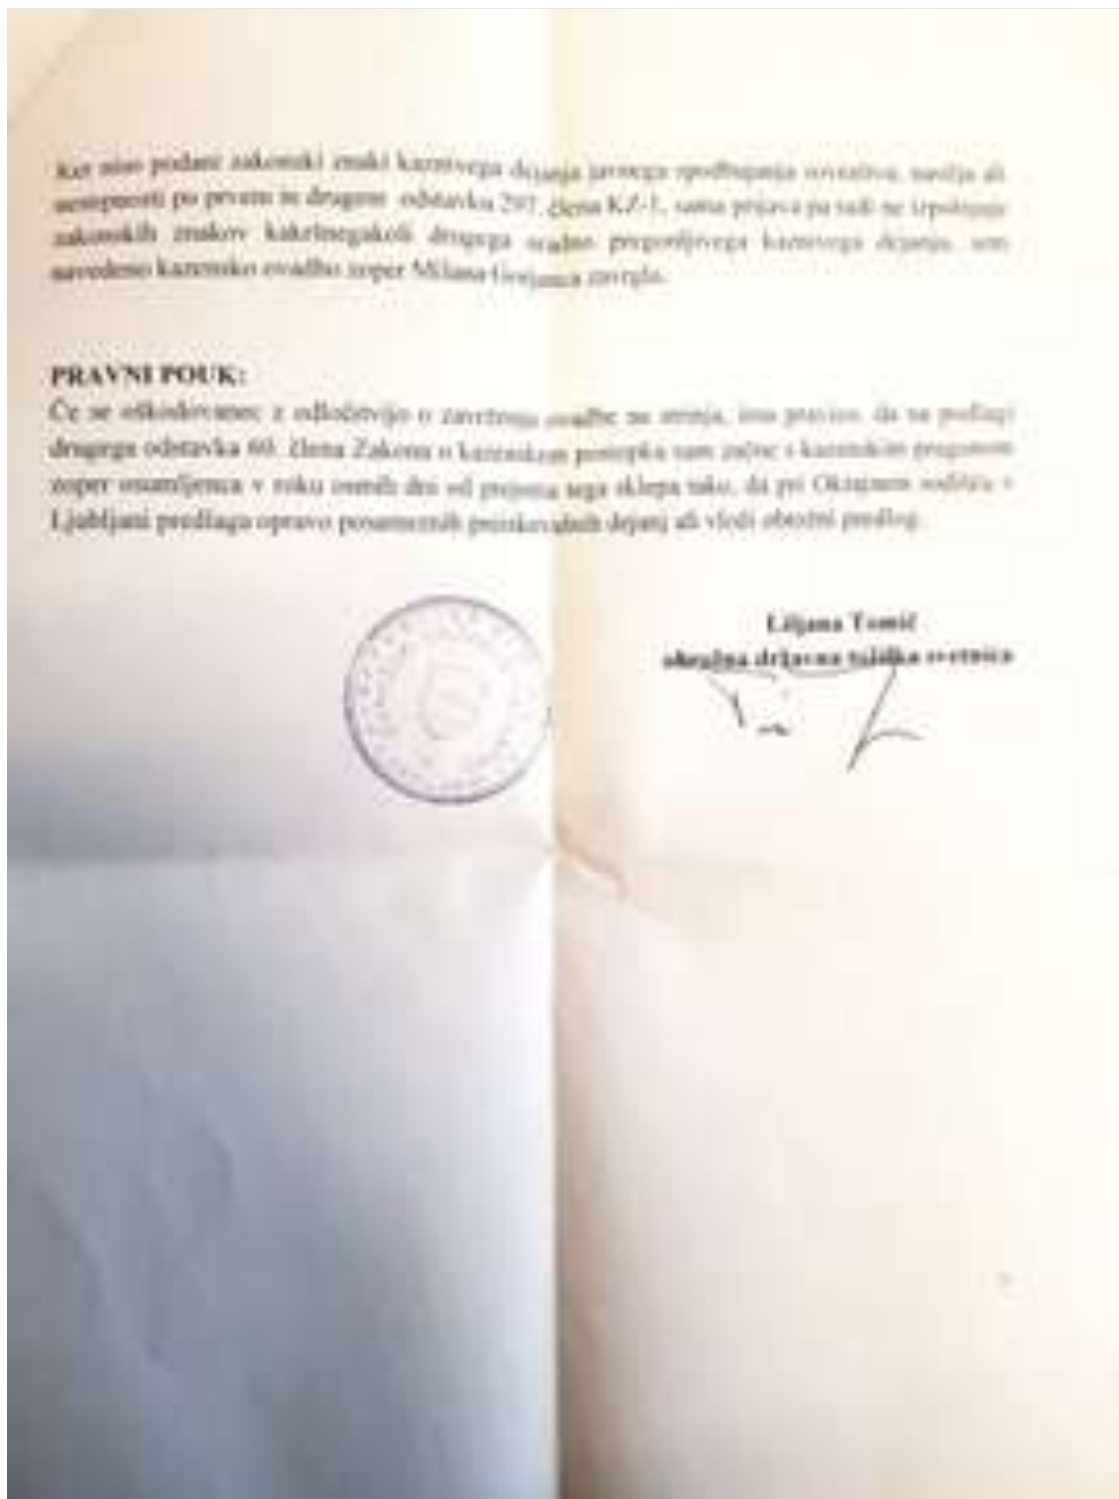 Ker niso podani zakonski znaki kaznivega dejanja javnega spodbujanja sovraštva, nasilja ali
nestrpnosti po prvem in drugem odstavku 297. člena KZ-1, sama prijava pa tudi ne izpolnjuje
zakonskih znakov kakršnegakoli drugega uradno pregonljivega kaznivega dejanja, sem
navedeno kazensko ovadbo zoper Milana zavrgla.
PRAVNI POUK:
Če se oškodovanec z odločitvijo o zavrženju ovadbe ne strinja, ima pravico, da na podlagi
drugega odstavka 60. člena Zakona o kazenskem postopku sam začne s kazenskim pregonom
zoper osumljenca v roku osmih dni od prejema tega sklepa tako, da pri Okrajnem sodišču v
Ljubljani predlaga opravo posameznih preiskovalnih dejanj ali vloži obtožni predlog.
Liljana Tomič
okrožna državna tožilka svetnica